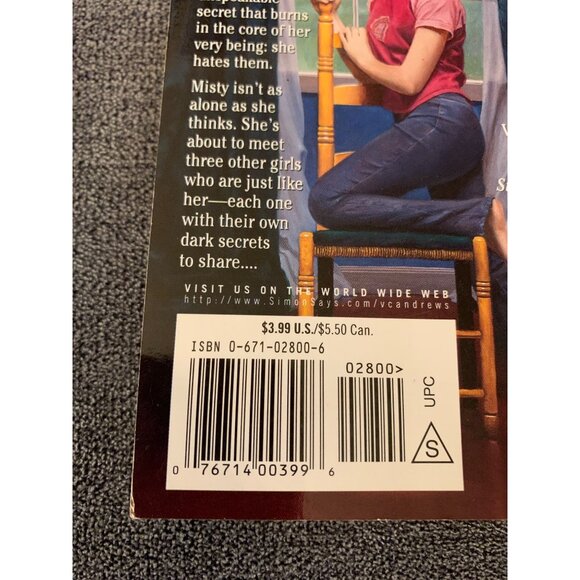 secret that burns
in the core of her
very being: she
hates them.
Misty isn't as
alone as she
thinks. She's
about to meet
three other girls
who are just like
her—each one
with their own
dark secrets
to share....
VISIT US ON THE WORLD WIDE WEB
http://www.SimonSays.com/vcandrews
$3.99 U.S./$5.50 Can.
ISBN 0-671-02800-6
02800>
UPC
S
0 76714 00399 6